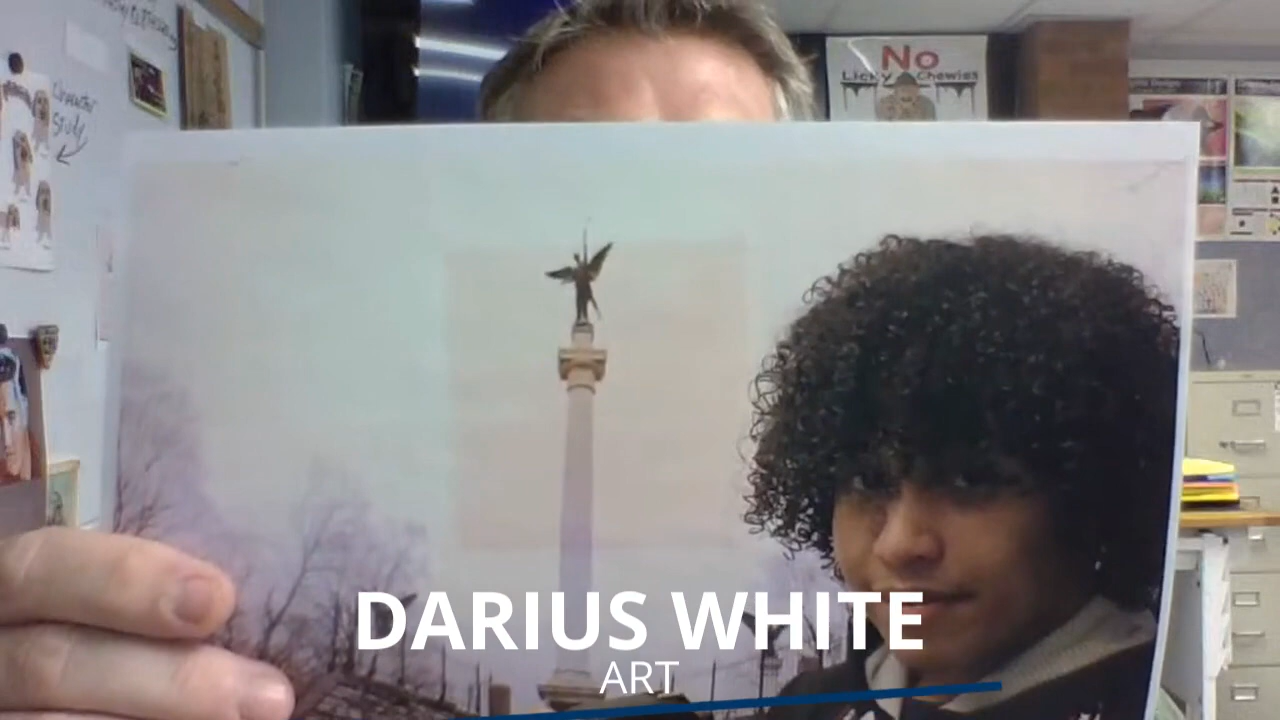 No
Licky Chewies
Character
study
DARIUS WHITE
ART